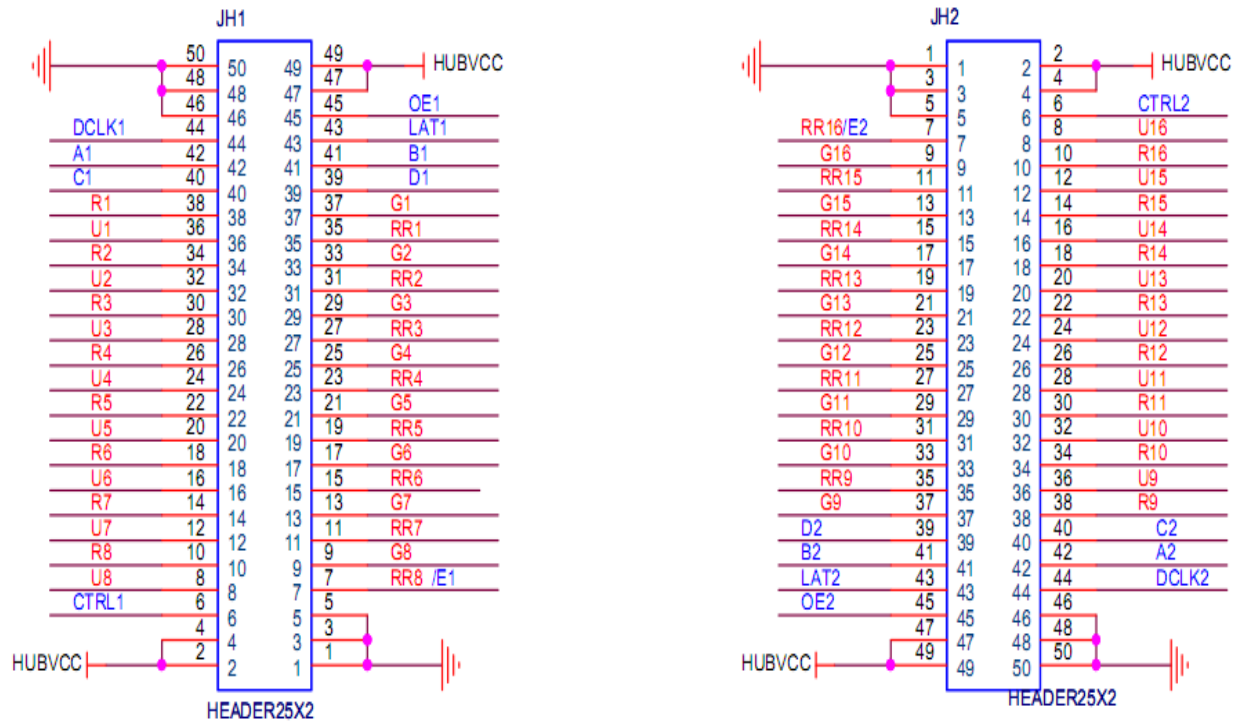 JH1
50 50 49 49 HUBVCC
48 48 47 47
46 46 45 45 OE1
DCLK1 44 44 43 43 LAT1
A1 42 42 41 41 B1
C1 40 40 39 39 D1
R1 38 38 37 37 G1
U1 36 36 35 35 RR1
R2 34 34 33 33 G2
U2 32 32 31 31 RR2
R3 30 30 29 29 G3
U3 28 28 27 27 RR3
R4 26 26 25 25 G4
U4 24 24 23 23 RR4
R5 22 22 21 21 G5
U5 20 20 19 19 RR5
R6 18 18 17 17 G6
U6 16 16 15 15 RR6
R7 14 14 13 13 G7
U7 12 12 11 11 RR7
R8 10 10 9 9 G8
U8 8 8 7 7 RR8 /E1
CTRL1 6 6 5 5
4 4 3 3
HUBVCC 2 2 1 1
HEADER25X2
JH2
1 1 2 2 HUBVCC
3 3 4 4
5 5 6 6 CTRL2
RR16/E2 7 7 8 8 U16
G16 9 9 10 10 R16
RR15 11 11 12 12 U15
G15 13 13 14 14 R15
RR14 15 15 16 16 U14
G14 17 17 18 18 R14
RR13 19 19 20 20 U13
G13 21 21 22 22 R13
RR12 23 23 24 24 U12
G12 25 25 26 26 R12
RR11 27 27 28 28 U11
G11 29 29 30 30 R11
RR10 31 31 32 32 U10
G10 33 33 34 34 R10
RR9 35 35 36 36 U9
G9 37 37 38 38 R9
D2 39 39 40 40 C2
B2 41 41 42 42 A2
LAT2 43 43 44 44 DCLK2
OE2 45 45 46 46
47 47 48 48
HUBVCC 49 49 50 50
HEADER25X2